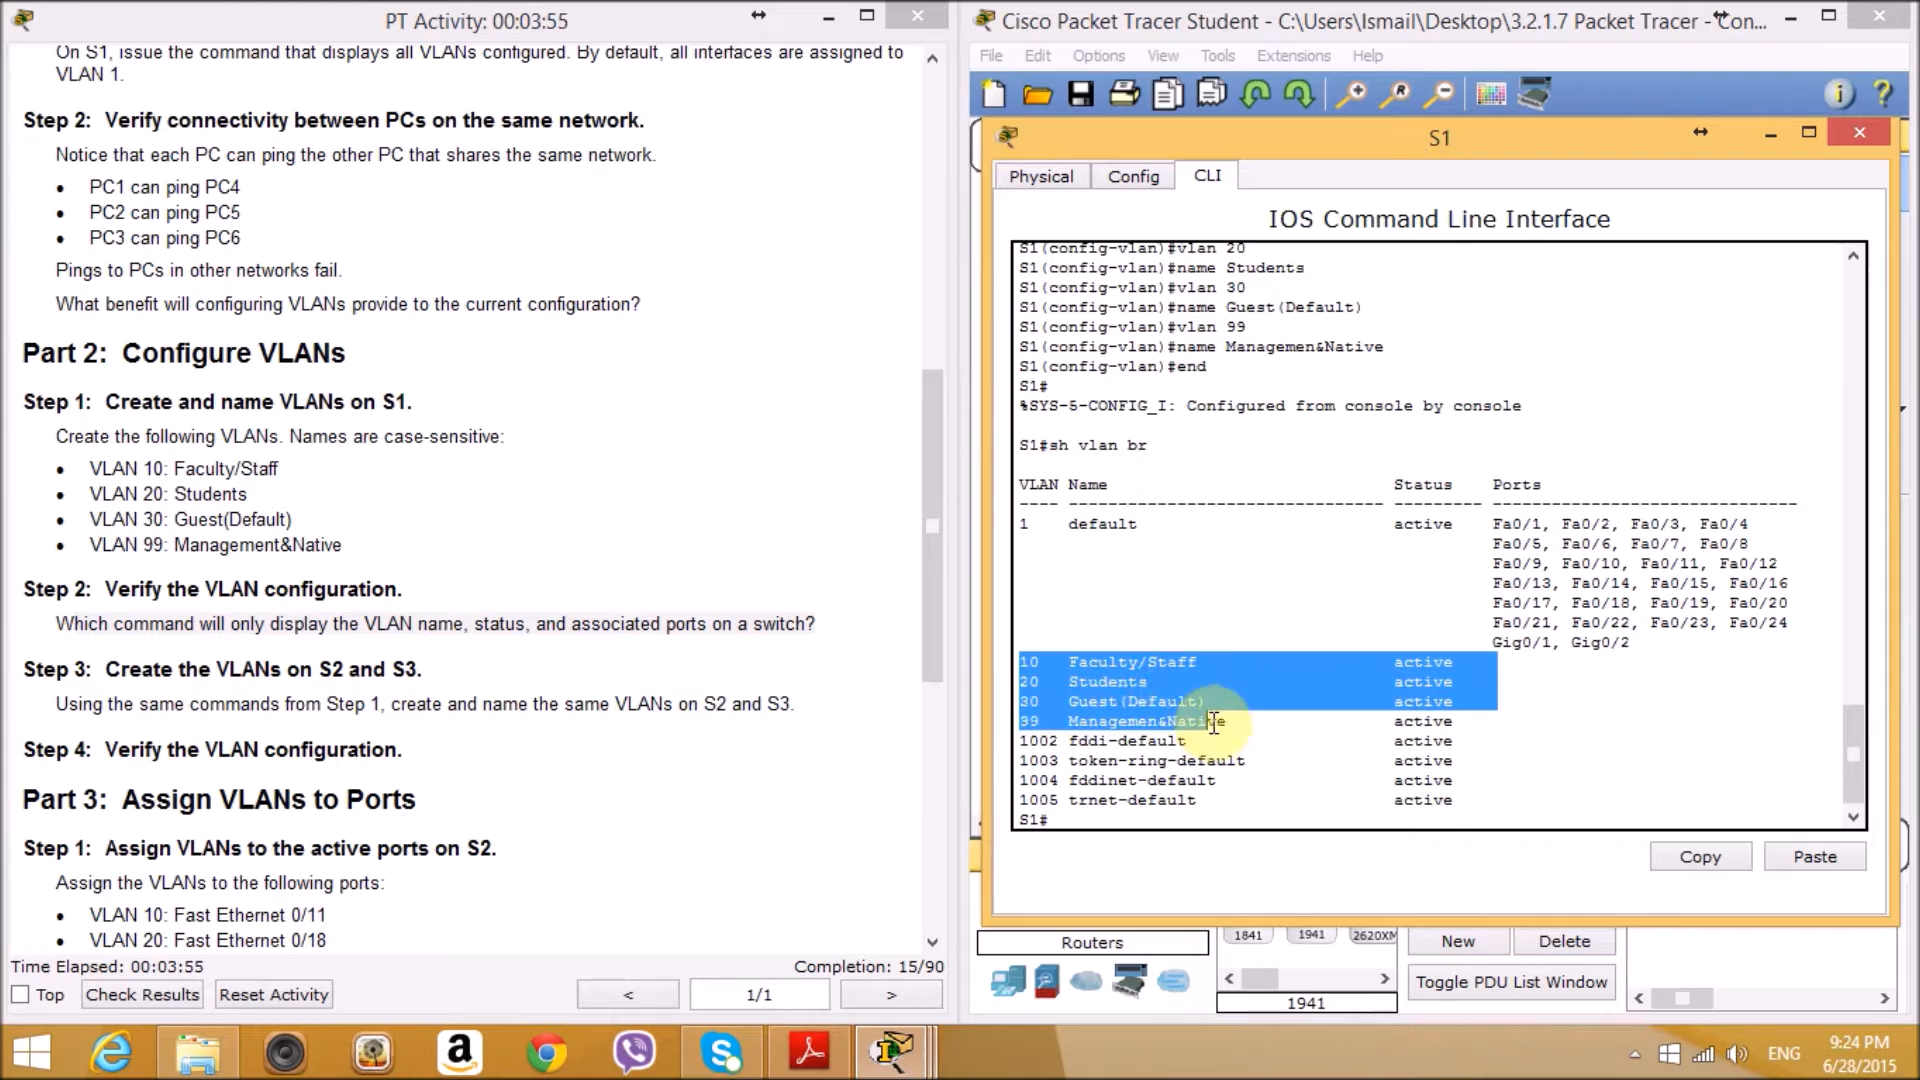 PT Activity: 00:03:55
On S1, issue the command that displays all VLANs configured. By default, all interfaces are assigned to
VLAN 1.
Step 2: Verify connectivity between PCs on the same network.
Notice that each PC can ping the other PC that shares the same network.
• PC1 can ping PC4
• PC2 can ping PC5
• PC3 can ping PC6
Pings to PCs in other networks fail.
What benefit will configuring VLANs provide to the current configuration?
Part 2: Configure VLANs
Step 1: Create and name VLANs on S1.
Create the following VLANs. Names are case-sensitive:
• VLAN 10: Faculty/Staff
• VLAN 20: Students
• VLAN 30: Guest(Default)
• VLAN 99: Management&Native
Step 2: Verify the VLAN configuration.
Which command will only display the VLAN name, status, and associated ports on a switch?
Step 3: Create the VLANs on S2 and S3.
Using the same commands from Step 1, create and name the same VLANs on S2 and S3.
Step 4: Verify the VLAN configuration.
Part 3: Assign VLANs to Ports
Step 1: Assign VLANs to the active ports on S2.
Assign the VLANs to the following ports:
• VLAN 10: Fast Ethernet 0/11
• VLAN 20: Fast Ethernet 0/18
Time Elapsed: 00:03:55 Completion: 15/90
Top Check Results Reset Activity < 1/1 >
Cisco Packet Tracer Student - C:\Users\Ismail\Desktop\3.2.1.7 Packet Tracer - Con...
File Edit Options View Tools Extensions Help
S1
Physical Config CLI
IOS Command Line Interface
S1(config-vlan)#vlan 20
S1(config-vlan)#name Students
S1(config-vlan)#vlan 30
S1(config-vlan)#name Guest(Default)
S1(config-vlan)#vlan 99
S1(config-vlan)#name Managemen&Native
S1(config-vlan)#end
S1#
%SYS-5-CONFIG_I: Configured from console by console
S1#sh vlan br
VLAN Name Status Ports
---- -------------------------------- --------- -------------------------------
1 default active Fa0/1, Fa0/2, Fa0/3, Fa0/4
Fa0/5, Fa0/6, Fa0/7, Fa0/8
Fa0/9, Fa0/10, Fa0/11, Fa0/12
Fa0/13, Fa0/14, Fa0/15, Fa0/16
Fa0/17, Fa0/18, Fa0/19, Fa0/20
Fa0/21, Fa0/22, Fa0/23, Fa0/24
Gig0/1, Gig0/2
10 Faculty/Staff active
20 Students active
30 Guest(Default) active
99 Managemen&Native active
1002 fddi-default active
1003 token-ring-default active
1004 fddinet-default active
1005 trnet-default active
S1#
Copy Paste
Routers
1841 1941 2620XM
1941
New Delete
Toggle PDU List Window
ENG
9:24 PM
6/28/2015